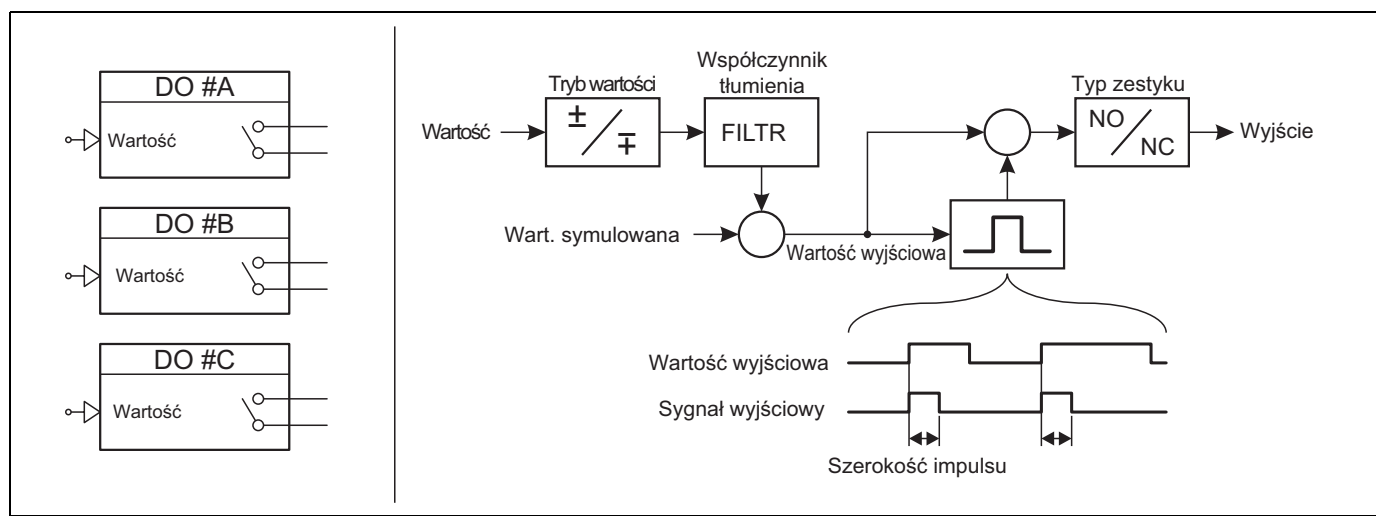 DO #A
Wartość
DO #B
Wartość
DO #C
Wartość
Współczynnik
tłumienia
Tryb wartości
Typ zestyku
Wartość
±
∓
FILTR
NO
NC
Wyjście
Wart. symulowana
Wartość wyjściowa
Wartość wyjściowa
Sygnał wyjściowy
Szerokość impulsu